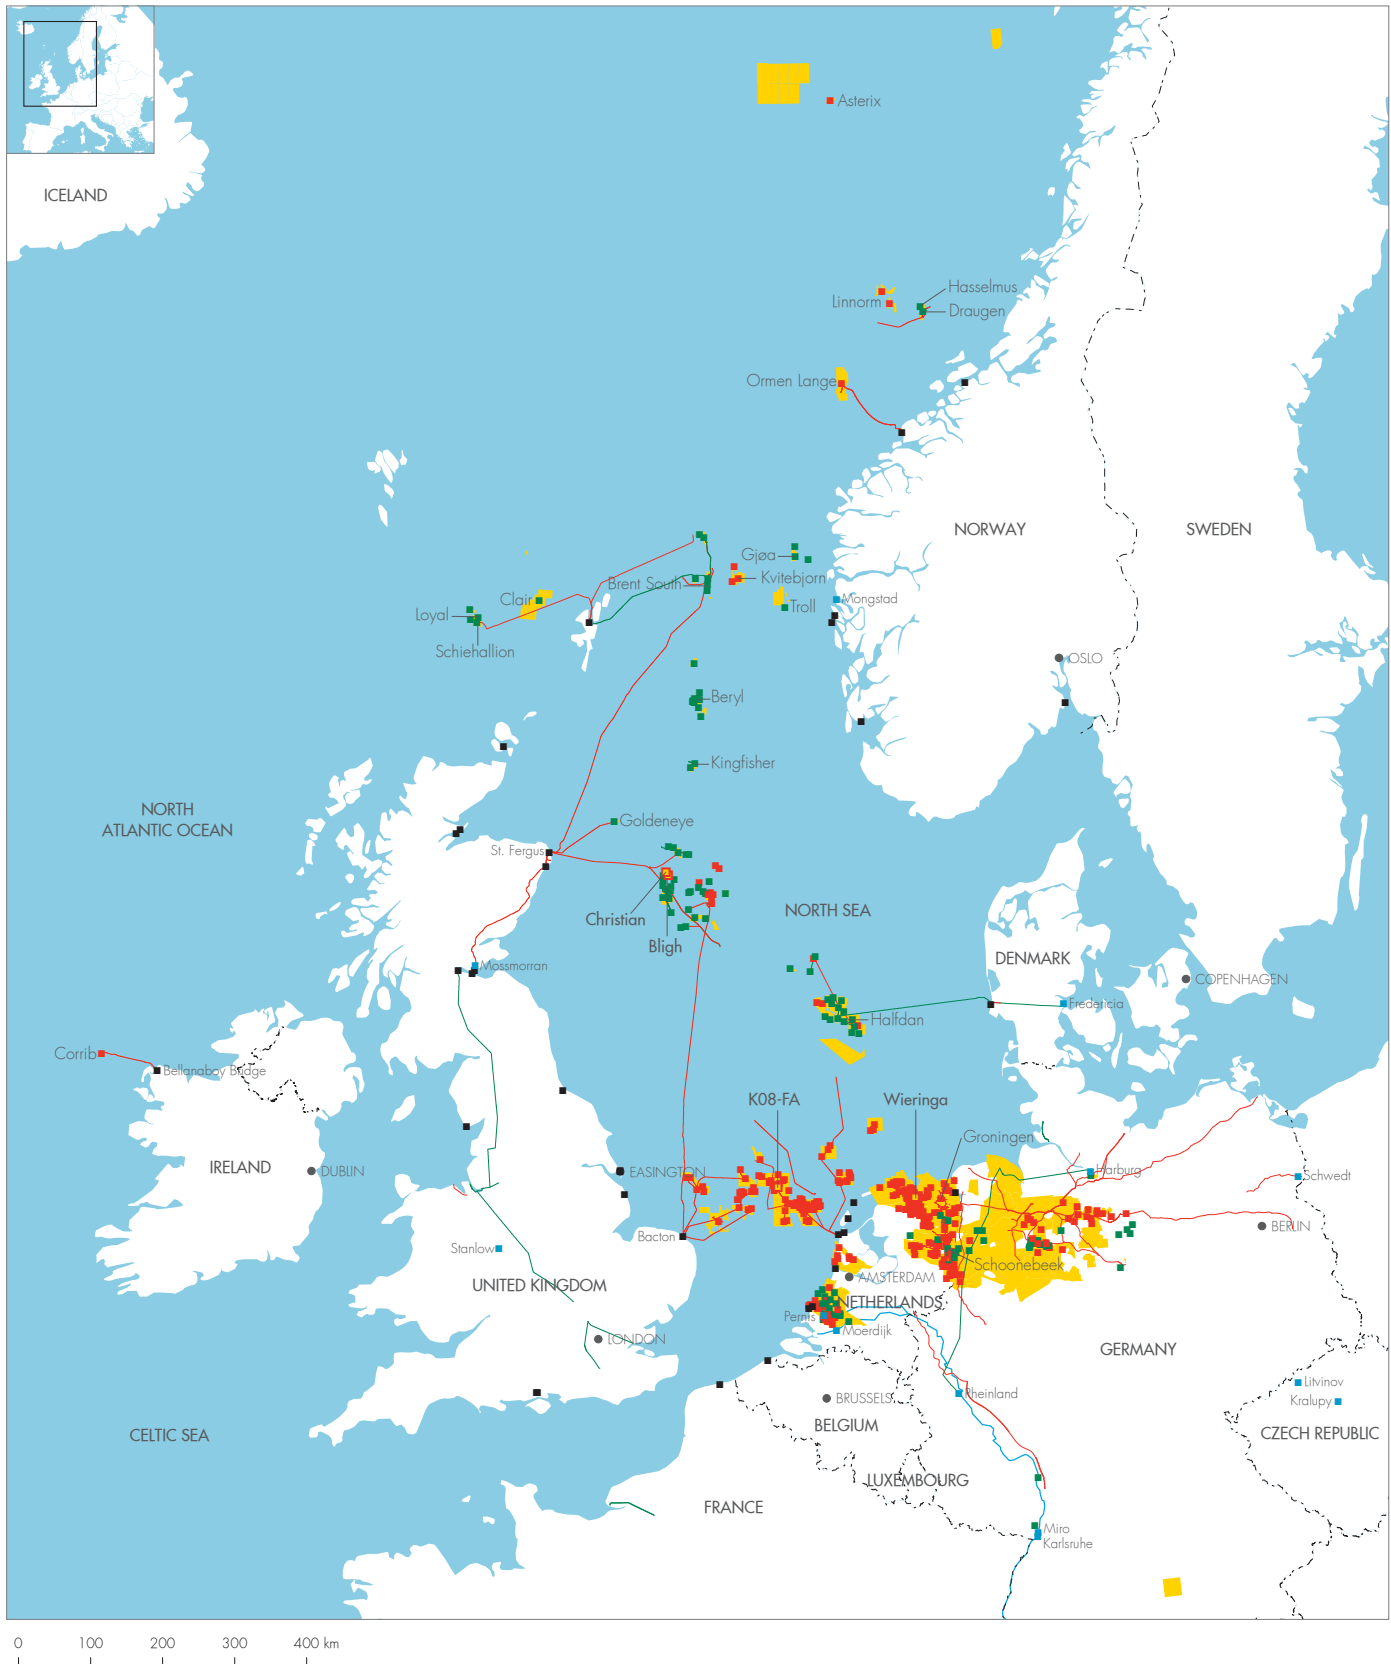 Asterix
ICELAND
Hasselmus
Linnorm
Draugen
Ormen Lange
NORWAY
SWEDEN
Gjøa
Kvitebjorn
Brent South
Clair
Troll
Mongstad
Loyal
Schiehallion
OSLO
Beryl
Kingfisher
NORTH
ATLANTIC OCEAN
Goldeneye
St. Fergus
Christian
NORTH SEA
Bligh
DENMARK
Mossmorran
COPENHAGEN
Fredericia
Halfdan
Corrib
Bellanaboy Bridge
K08-FA
Wieringa
Groningen
IRELAND
DUBLIN
EASINGTON
Harburg
Schwedt
BERLIN
Bacton
Stanlow
Schoonebeek
AMSTERDAM
UNITED KINGDOM
NETHERLANDS
Pernis
Moerdijk
LONDON
GERMANY
Litvinov
Rheinland
BRUSSELS
Kralupy
BELGIUM
CZECH REPUBLIC
CELTIC SEA
LUXEMBOURG
FRANCE
Miro
Karlsruhe
0 100 200 300 400 km